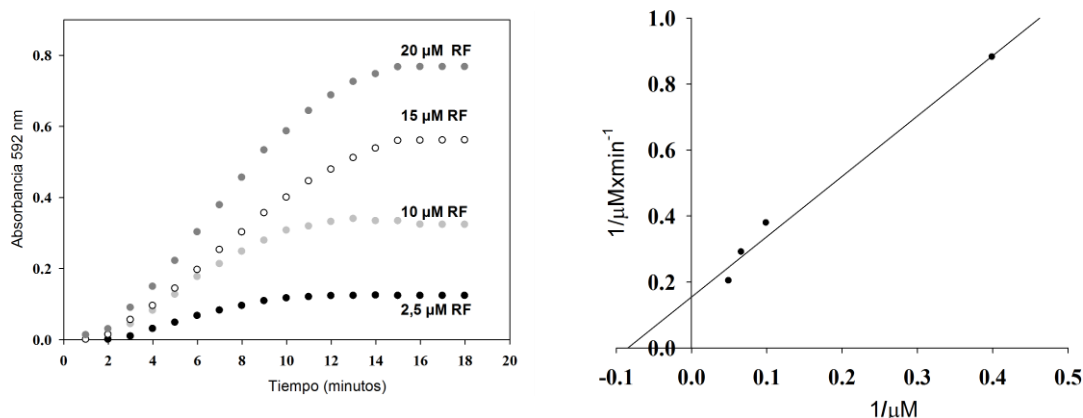 0.8
0.6
0.4
0.2
0.0
0 2 4 6 8 10 12 14 16 18 20
Absorbancia 592 nm
Tiempo (minutos)
20 µM RF
15 µM RF
10 µM RF
2,5 µM RF
1.0
0.8
0.6
0.4
0.2
0.0
-0.1 0.0 0.1 0.2 0.3 0.4 0.5
1/µMxmin⁻¹
1/µM